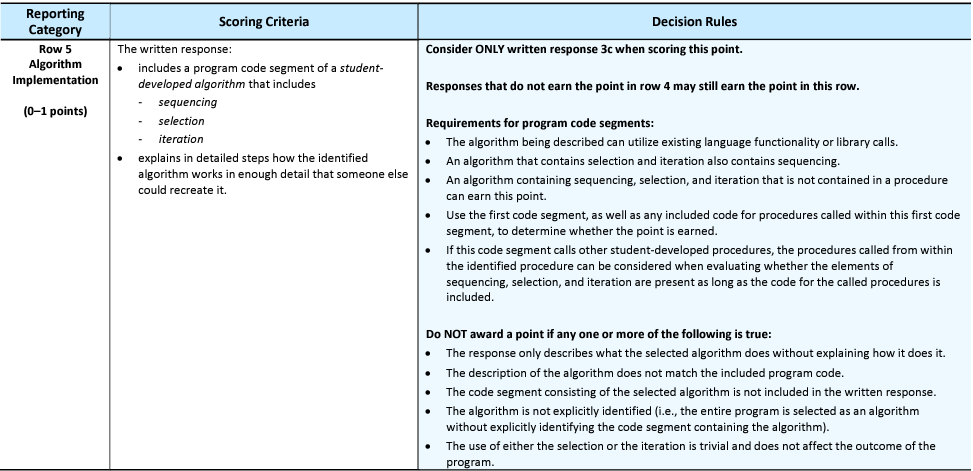 Reporting Category
Scoring Criteria
Decision Rules
Row 5
Algorithm
Implementation
(0–1 points)
The written response:
• includes a program code segment of a student-
developed algorithm that includes
- sequencing
- selection
- iteration
• explains in detailed steps how the identified
algorithm works in enough detail that someone else
could recreate it.
Consider ONLY written response 3c when scoring this point.
Responses that do not earn the point in row 4 may still earn the point in this row.
Requirements for program code segments:
• The algorithm being described can utilize existing language functionality or library calls.
• An algorithm that contains selection and iteration also contains sequencing.
• An algorithm containing sequencing, selection, and iteration that is not contained in a procedure
can earn this point.
• Use the first code segment, as well as any included code for procedures called within this first code
segment, to determine whether the point is earned.
• If this code segment calls other student-developed procedures, the procedures called from within
the identified procedure can be considered when evaluating whether the elements of
sequencing, selection, and iteration are present as long as the code for the called procedures is
included.
Do NOT award a point if any one or more of the following is true:
• The response only describes what the selected algorithm does without explaining how it does it.
• The description of the algorithm does not match the included program code.
• The code segment consisting of the selected algorithm is not included in the written response.
• The algorithm is not explicitly identified (i.e., the entire program is selected as an algorithm
without explicitly identifying the code segment containing the algorithm).
• The use of either the selection or the iteration is trivial and does not affect the outcome of the
program.